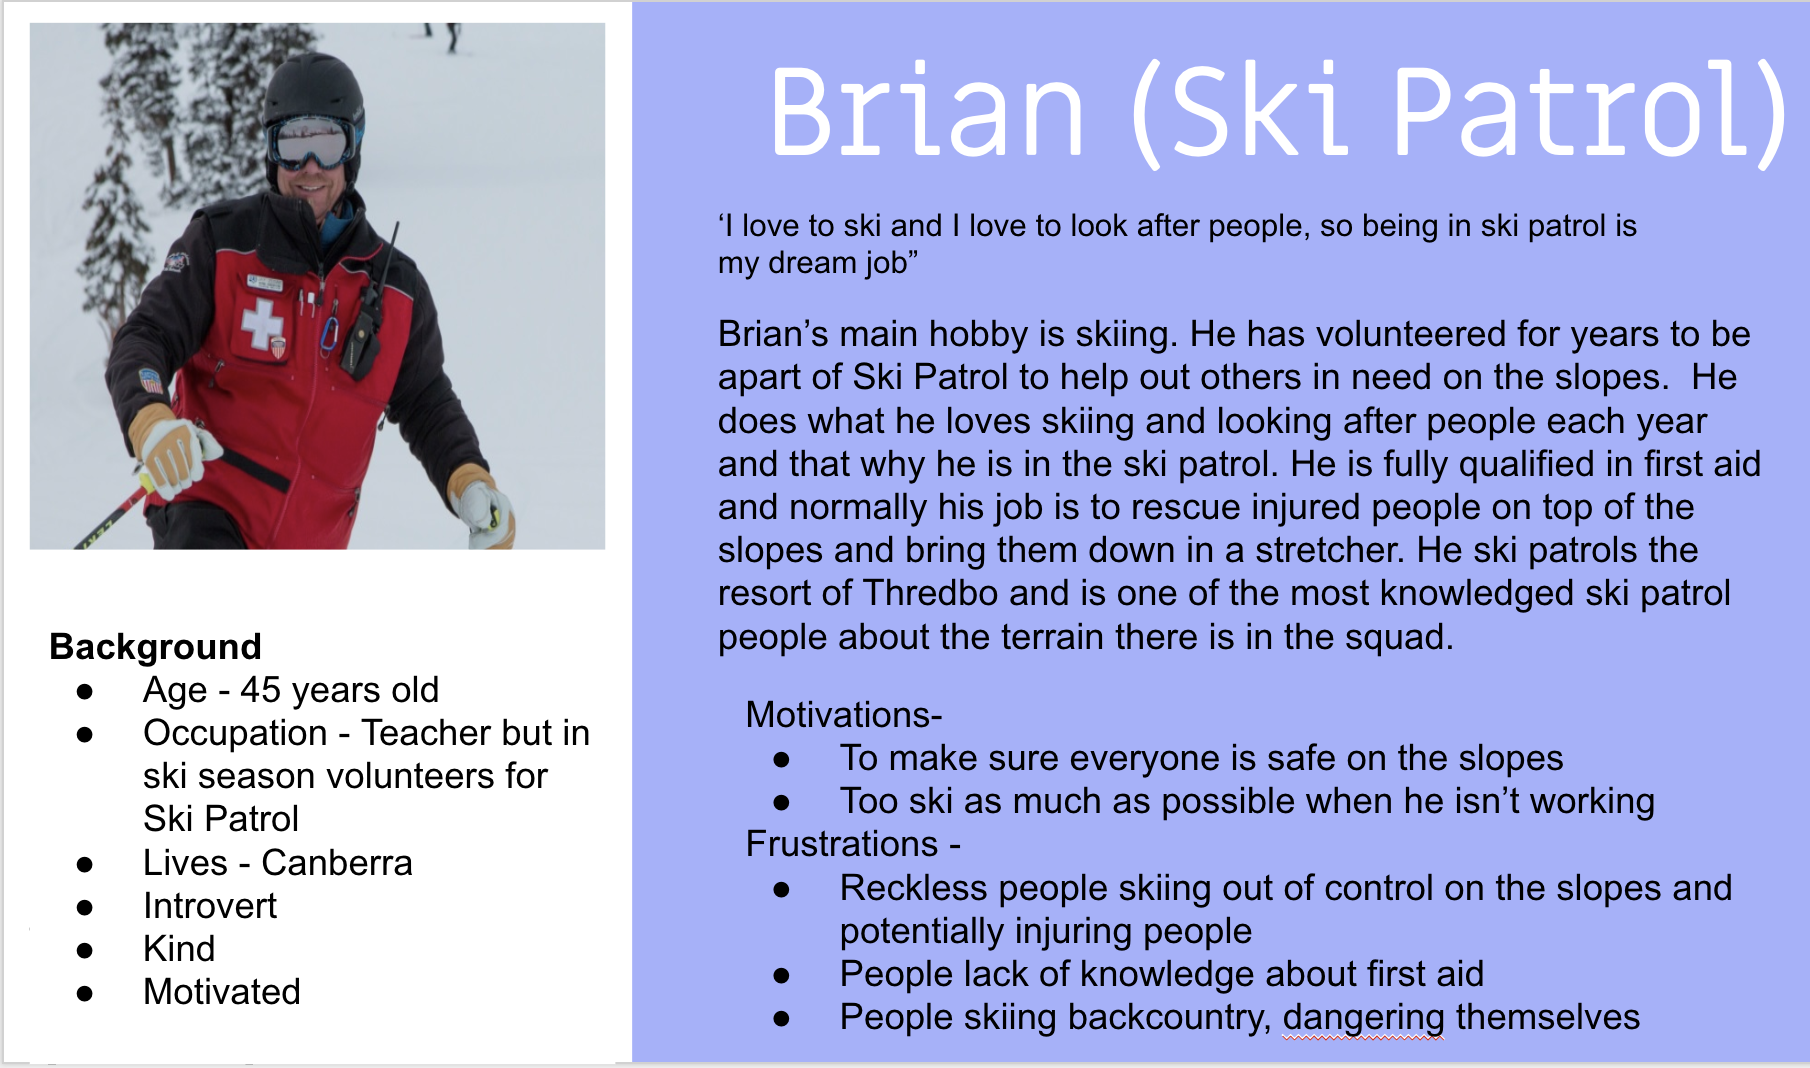 Brian (Ski Patrol)
‘I love to ski and I love to look after people, so being in ski patrol is
my dream job”
Brian’s main hobby is skiing. He has volunteered for years to be
apart of Ski Patrol to help out others in need on the slopes.  He
does what he loves skiing and looking after people each year
and that why he is in the ski patrol. He is fully qualified in first aid
and normally his job is to rescue injured people on top of the
slopes and bring them down in a stretcher. He ski patrols the
resort of Thredbo and is one of the most knowledged ski patrol
people about the terrain there is in the squad.
Background
● Age - 45 years old
● Occupation - Teacher but in
ski season volunteers for
Ski Patrol
● Lives - Canberra
● Introvert
● Kind
● Motivated
Motivations-
● To make sure everyone is safe on the slopes
● Too ski as much as possible when he isn’t working
Frustrations -
● Reckless people skiing out of control on the slopes and
potentially injuring people
● People lack of knowledge about first aid
● People skiing backcountry, dangering themselves